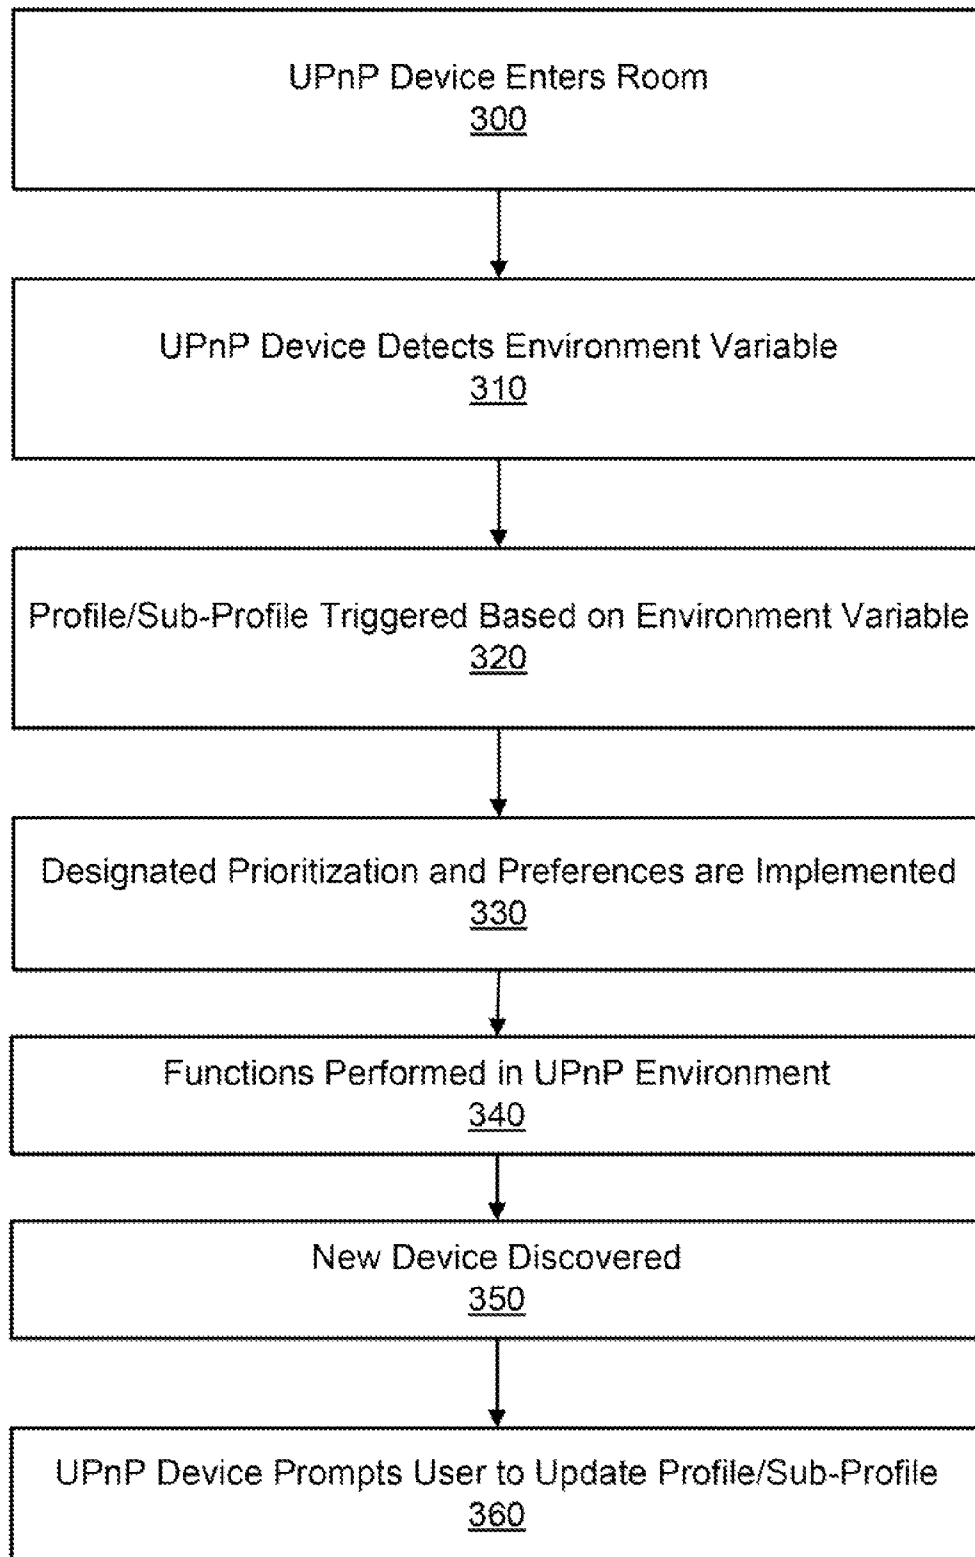 UPnP Device Enters Room
300
UPnP Device Detects Environment Variable
310
Profile/Sub-Profile Triggered Based on Environment Variable
320
Designated Prioritization and Preferences are Implemented
330
Functions Performed in UPnP Environment
340
New Device Discovered
350
UPnP Device Prompts User to Update Profile/Sub-Profile
360